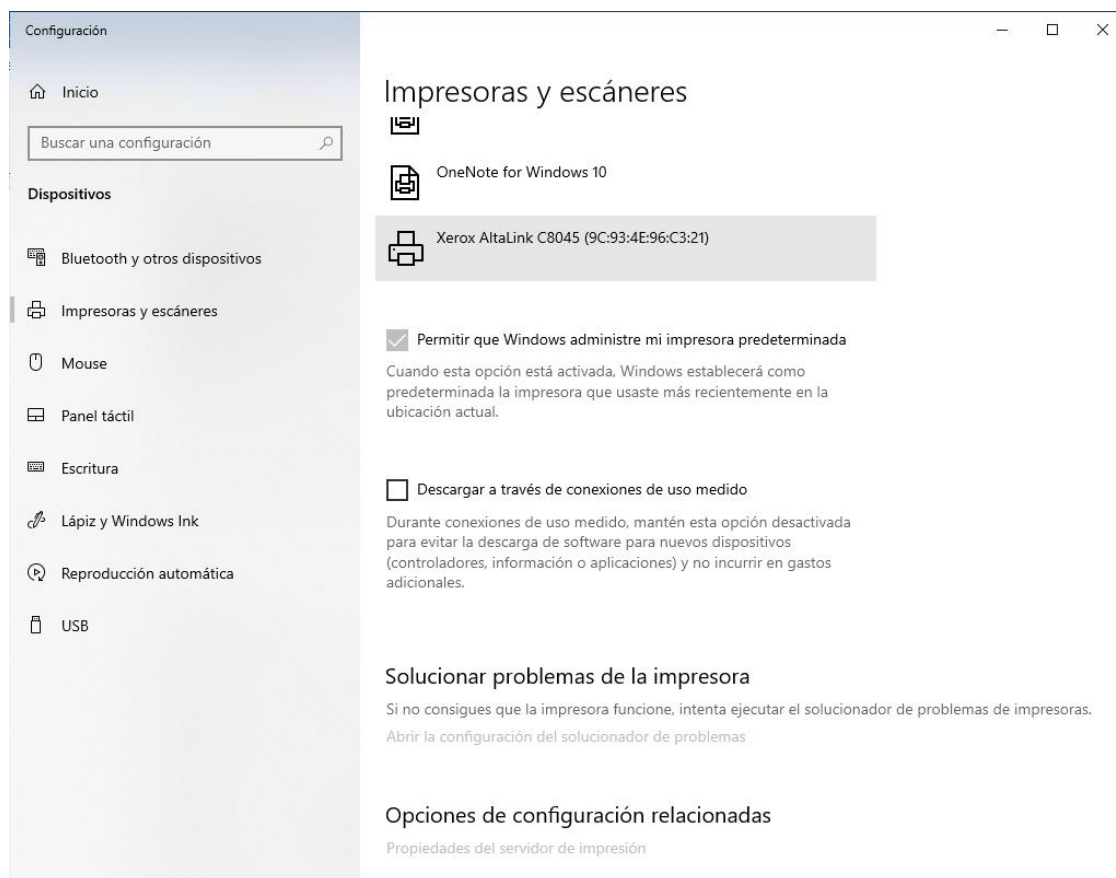 Configuración
Inicio
Buscar una configuración
Dispositivos
Bluetooth y otros dispositivos
Impresoras y escáneres
Mouse
Panel táctil
Escritura
Lápiz y Windows Ink
Reproducción automática
USB
Impresoras y escáneres
OneNote for Windows 10
Xerox AltaLink C8045 (9C:93:4E:96:C3:21)
Permitir que Windows administre mi impresora predeterminada
Cuando esta opción está activada, Windows establecerá como
predeterminada la impresora que usaste más recientemente en la
ubicación actual.
Descargar a través de conexiones de uso medido
Durante conexiones de uso medido, mantén esta opción desactivada
para evitar la descarga de software para nuevos dispositivos
(controladores, información o aplicaciones) y no incurrir en gastos
adicionales.
Solucionar problemas de la impresora
Si no consigues que la impresora funcione, intenta ejecutar el solucionador de problemas de impresoras.
Abrir la configuración del solucionador de problemas
Opciones de configuración relacionadas
Propiedades del servidor de impresión